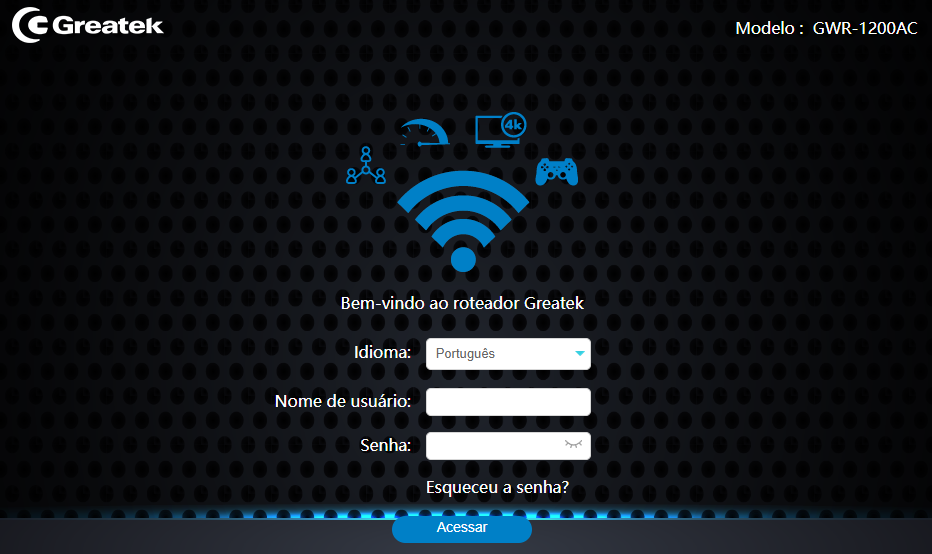 Greatek
Modelo : GWR-1200AC
4k
Bem-vindo ao roteador Greatek
Idioma: Português
Nome de usuário:
Senha:
Esqueceu a senha?
Acessar